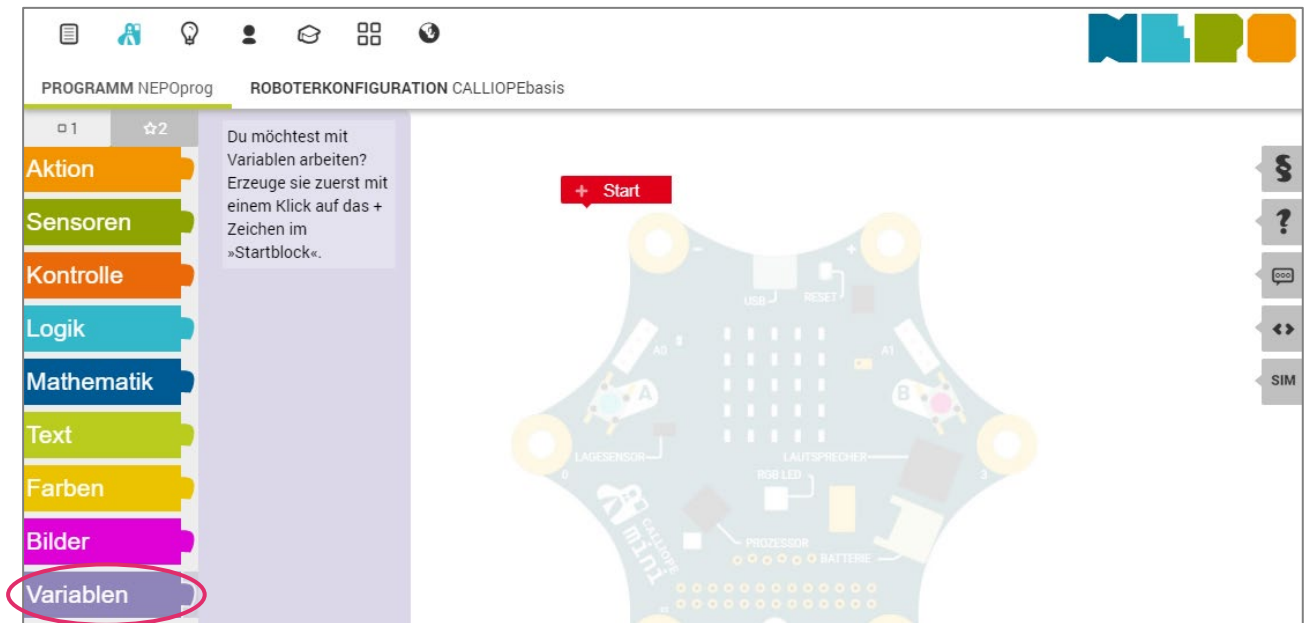 NEPO
PROGRAMM NEPOprog
ROBOTERKONFIGURATION CALLIOPEbasis
1
2
Aktion
Sensoren
Kontrolle
Logik
Mathematik
Text
Farben
Bilder
Variablen
Du möchtest mit
Variablen arbeiten?
Erzeuge sie zuerst mit
einem Klick auf das +
Zeichen im
»Startblock«.
+ Start
-
+
USB
RESET
A0
A1
A
B
LAGESENSOR
LAUTSPRECHER
0
3
RGB LED
CALLIOPE
mini
PROZESSOR
BATTERIE
§
?
SIM